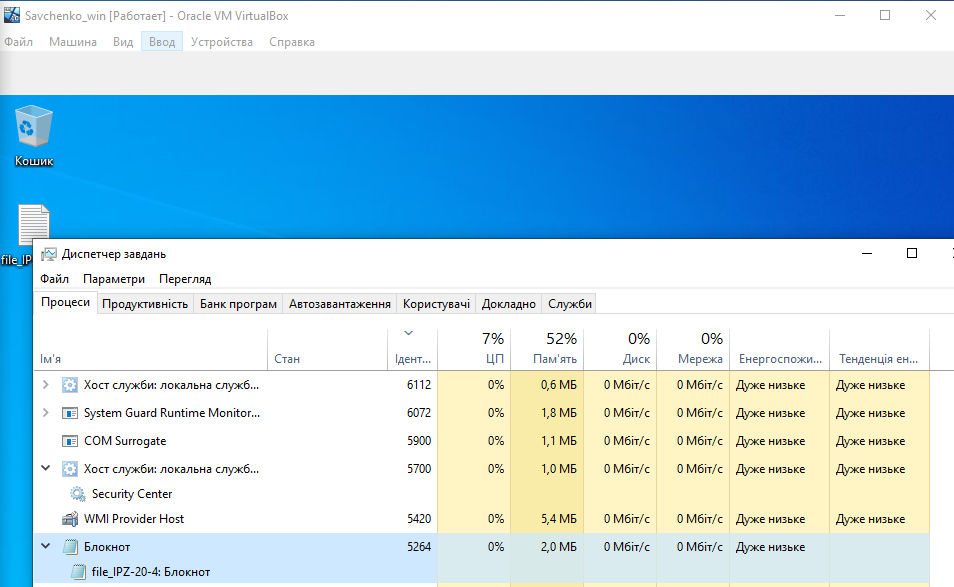 Savchenko_win [Работает] - Oracle VM VirtualBox
Файл Машина Вид Ввод Устройства Справка
Кошик
file_IP
Диспетчер завдань
Файл Параметри Перегляд
Процеси Продуктивність Банк програм Автозавантаження Користувачі Докладно Служби
7% 52% 0% 0%
Ім'я Стан Ідент... ЦП Пам'ять Диск Мережа Енергоспожи... Тенденція ен...
Хост служби: локальна служб... 6112 0% 0,6 МБ 0 Мбіт/с 0 Мбіт/с Дуже низьке Дуже низьке
System Guard Runtime Monitor... 6072 0% 1,8 МБ 0 Мбіт/с 0 Мбіт/с Дуже низьке Дуже низьке
COM Surrogate 5900 0% 1,1 МБ 0 Мбіт/с 0 Мбіт/с Дуже низьке Дуже низьке
Хост служби: локальна служб... 5700 0% 1,0 МБ 0 Мбіт/с 0 Мбіт/с Дуже низьке Дуже низьке
Security Center
WMI Provider Host 5420 0% 5,4 МБ 0 Мбіт/с 0 Мбіт/с Дуже низьке Дуже низьке
Блокнот 5264 0% 2,0 МБ 0 Мбіт/с 0 Мбіт/с Дуже низьке
file_IPZ-20-4: Блокнот